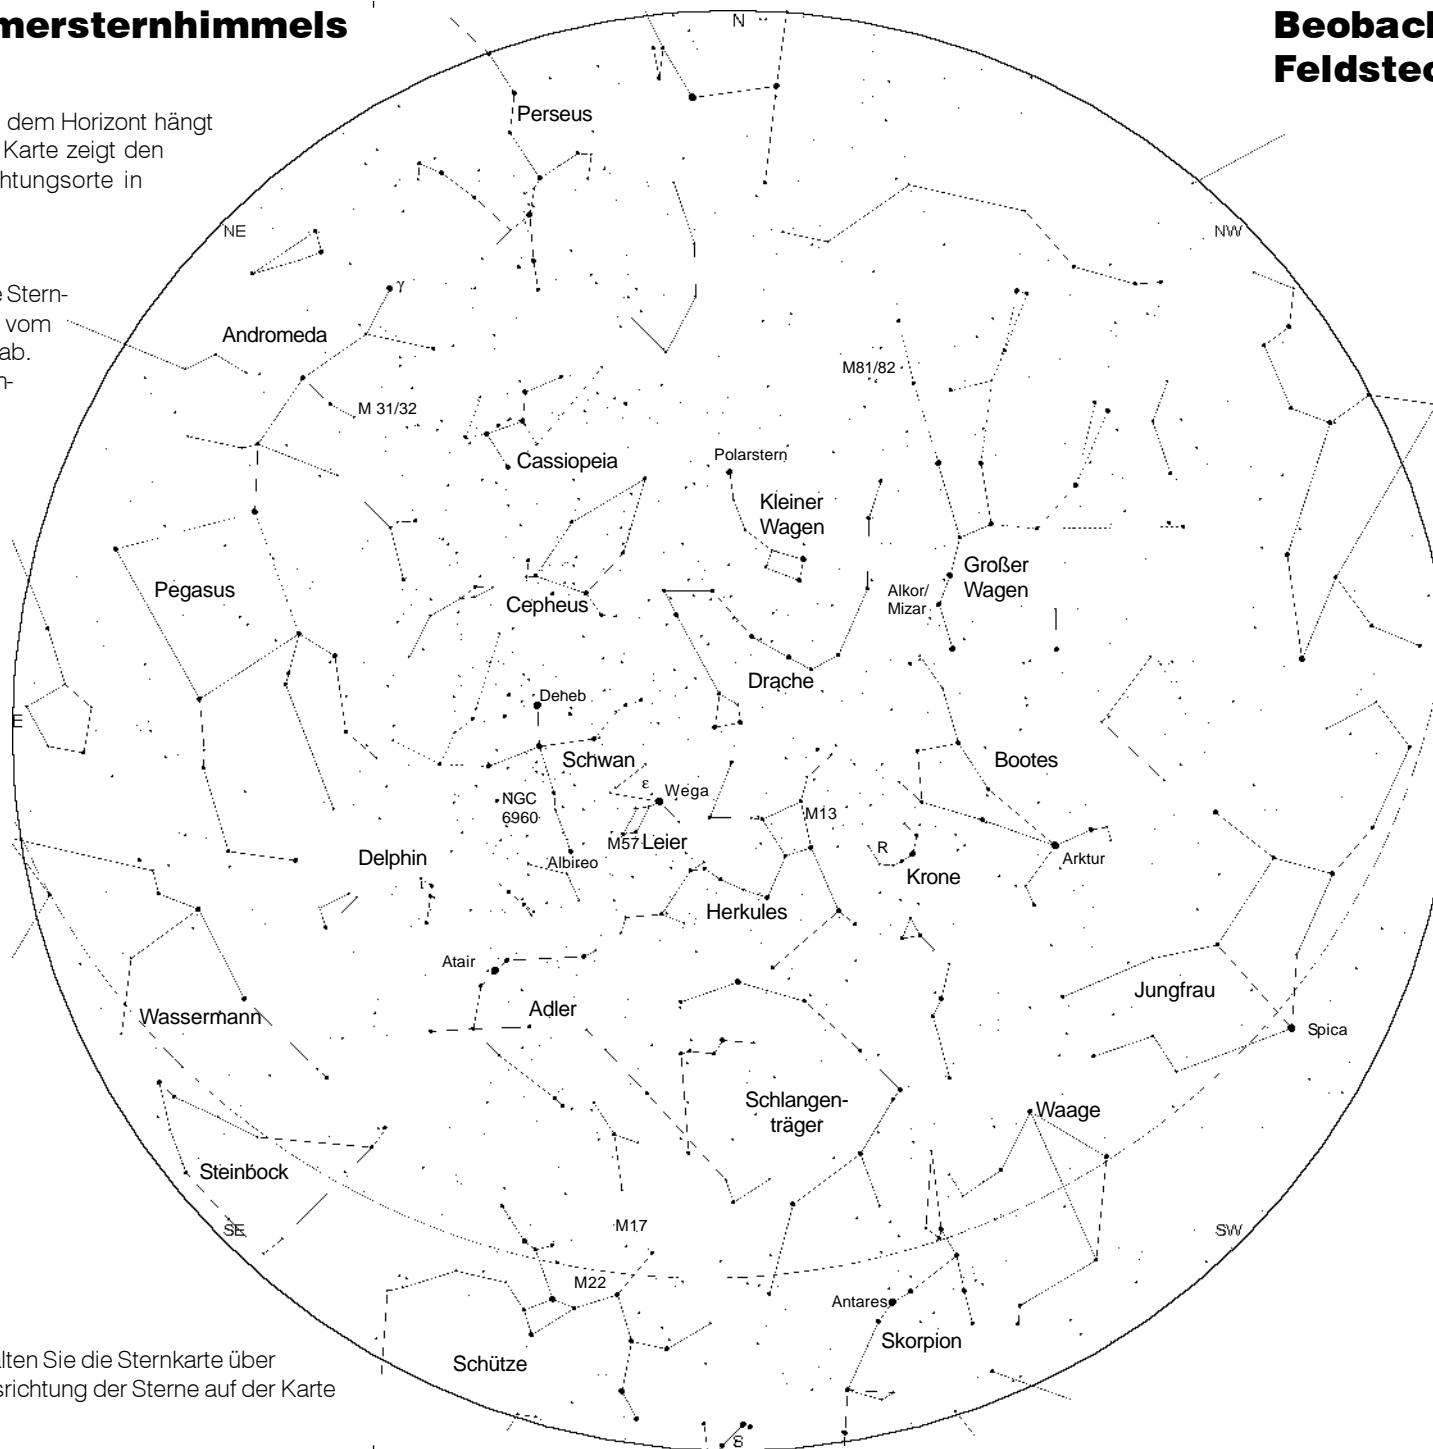 mersternhimmels
Beobach
Feldstec
dem Horizont hängt
Karte zeigt den
htungsorte in
e Stern-
vom
ab.
n-
N
Perseus
NE
NW
γ
Andromeda
M81/82
M 31/32
Cassiopeia
Polarstern
Kleiner
Wagen
Großer
Wagen
Pegasus
Cepheus
Alkor/
Mizar
Drache
Deneb
E
Schwan
Bootes
ε
Wega
NGC
6960
M13
M57
Leier
R
Delphin
Albireo
Arktur
Krone
Herkules
Atair
Jungfrau
Adler
Wassermann
Spica
Schlangen-
träger
Waage
Steinbock
SE
M17
SW
M22
Antares
Skorpion
Schütze
lten Sie die Sternkarte über
srichtung der Sterne auf der Karte
S